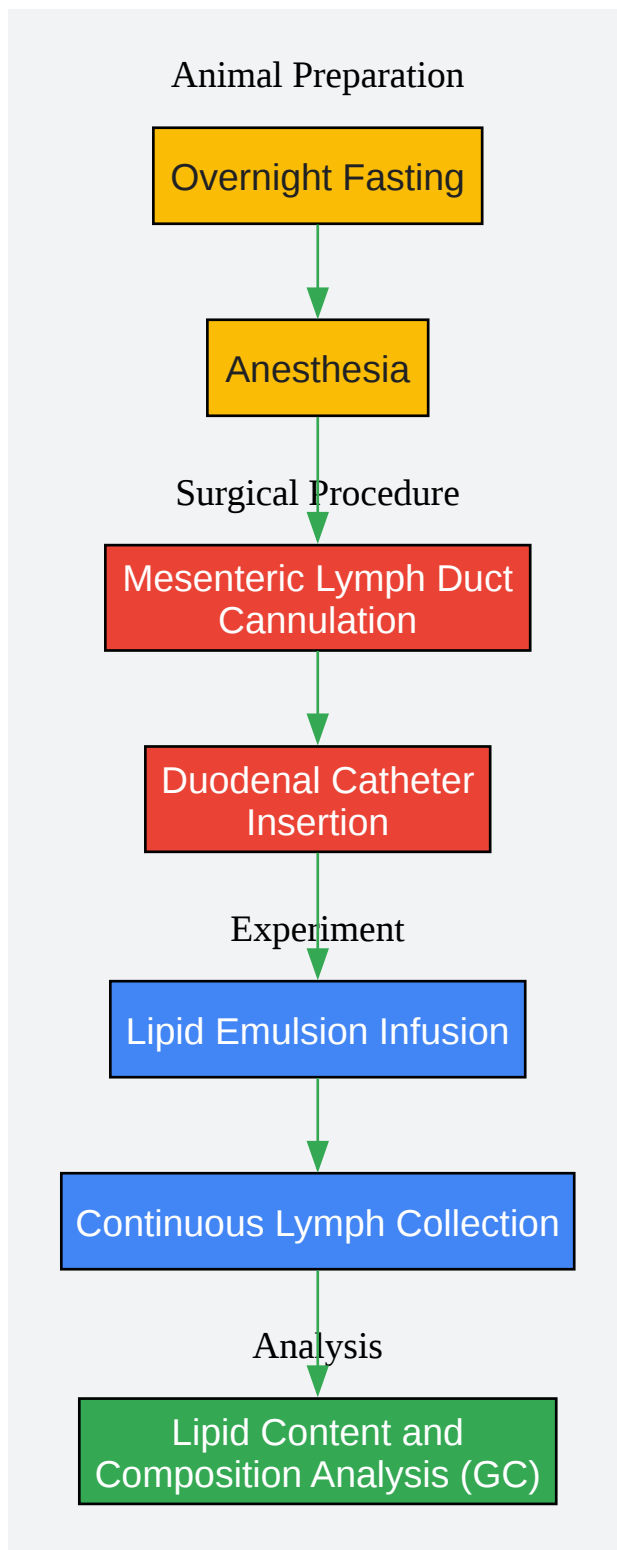 Animal Preparation
Overnight Fasting
Anesthesia
Surgical Procedure
Mesenteric Lymph Duct
Cannulation
Duodenal Catheter
Insertion
Experiment
Lipid Emulsion Infusion
Continuous Lymph Collection
Analysis
Lipid Content and
Composition Analysis (GC)